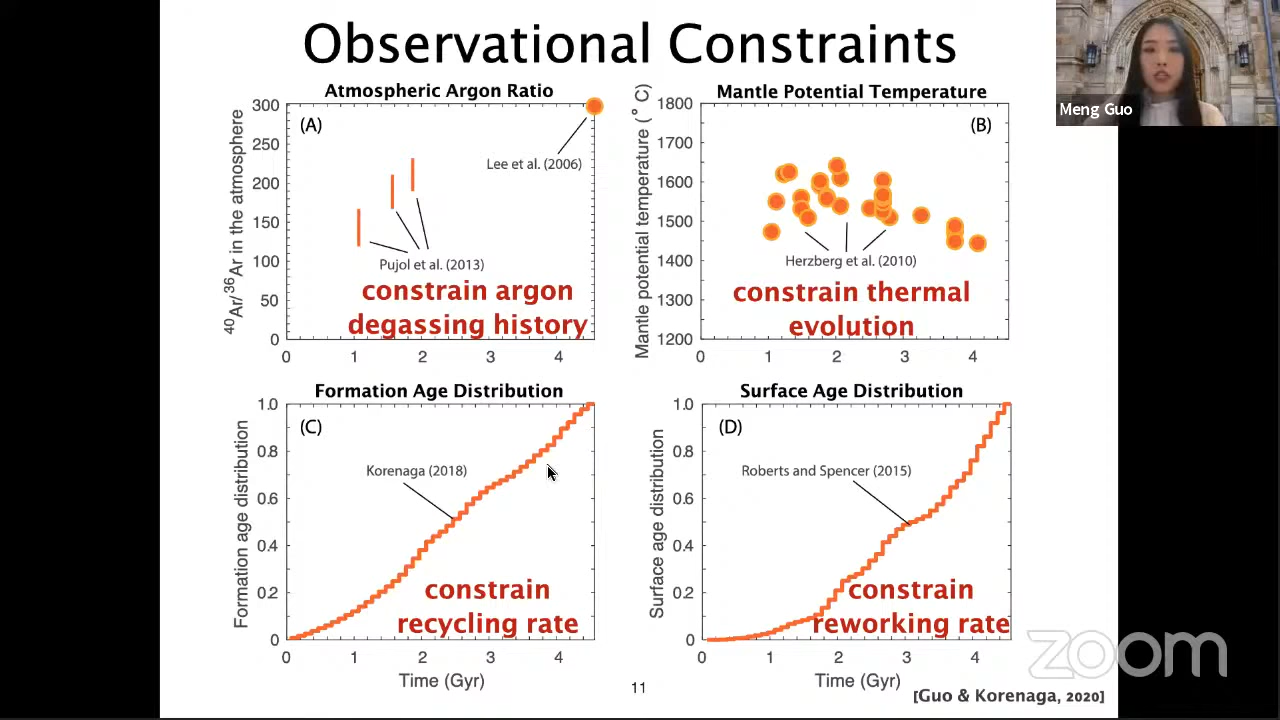 Observational Constraints
Meng Guo
Atmospheric Argon Ratio
(A)
40Ar/36Ar in the atmosphere
300
250
200
150
100
50
0
0 1 2 3 4
Lee et al. (2006)
Pujol et al. (2013)
constrain argon
degassing history
Mantle Potential Temperature
(B)
Mantle potential temperature (° C)
1800
1700
1600
1500
1400
1300
1200
0 1 2 3 4
Herzberg et al. (2010)
constrain thermal
evolution
Formation Age Distribution
(C)
Formation age distribution
1.0
0.8
0.6
0.4
0.2
0
0 1 2 3 4
Time (Gyr)
Korenaga (2018)
constrain
recycling rate
Surface Age Distribution
(D)
Surface age distribution
1.0
0.8
0.6
0.4
0.2
0
0 1 2 3 4
Time (Gyr)
Roberts and Spencer (2015)
constrain
reworking rate
11
[Guo & Korenaga, 2020]
zoom